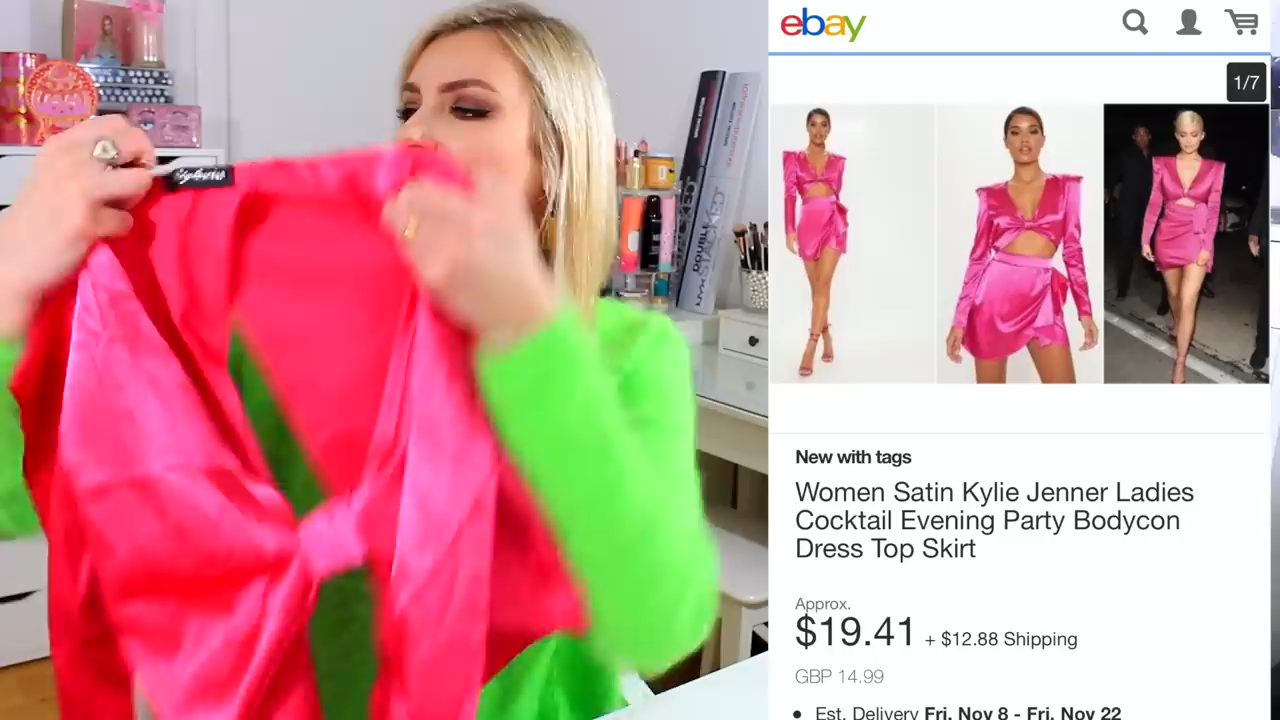 ebay
1/7
New with tags
Women Satin Kylie Jenner Ladies
Cocktail Evening Party Bodycon
Dress Top Skirt
Approx.
$19.41 + $12.88 Shipping
GBP 14.99
• Est. Delivery Fri, Nov 8 - Fri, Nov 22